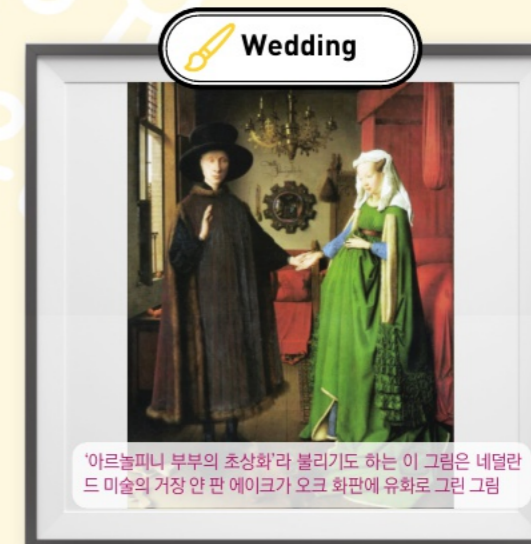 Wedding
‘아르놀피니 부부의 초상화’라 불리기도 하는 이 그림은 네덜란
드 미술의 거장 얀 판 에이크가 오크 화판에 유화로 그린 그림